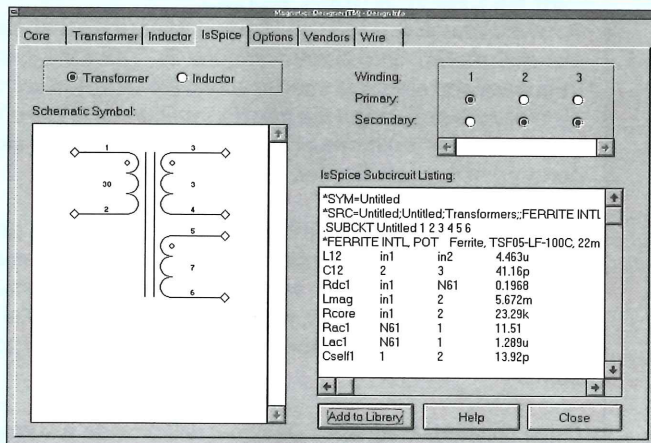 Magnetic Designer(TM) - Design Info
Core Transformer Inductor IsSpice Options Vendors Wire
Transformer Inductor
Schematic Symbol:
1
30
2
3
3
4
5
7
6
Winding: 1 2 3
Primary:
Secondary:
IsSpice Subcircuit Listing:
*SYM=Untitled
*SRC=Untitled;Untitled;Transformers;;FERRITE INTL
.SUBCKT Untitled 1 2 3 4 5 6
*FERRITE INTL, POT Ferrite, TSF05-LF-100C, 22m
L12 in1 in2 4.463u
C12 2 3 41.16p
Rdc1 in1 N61 0.1968
Lmag in1 2 5.672m
Rcore in1 2 23.29k
Rac1 N61 1 11.51
Lac1 N61 1 1.289u
Cself1 1 2 13.92p
Add to Library Help Close